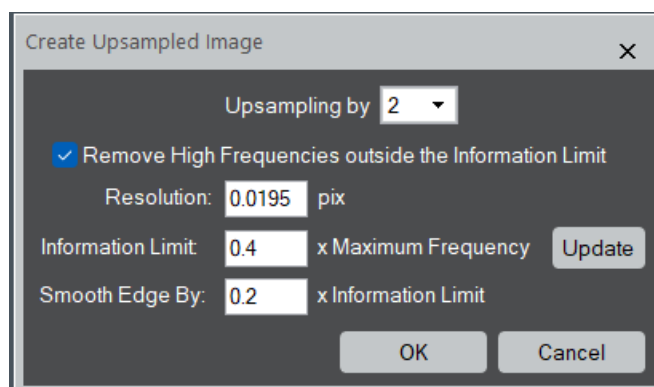 Create Upsampled Image
Upsampling by 2
Remove High Frequencies outside the Information Limit
Resolution: 0.0195 pix
Information Limit: 0.4 x Maximum Frequency Update
Smooth Edge By: 0.2 x Information Limit
OK Cancel